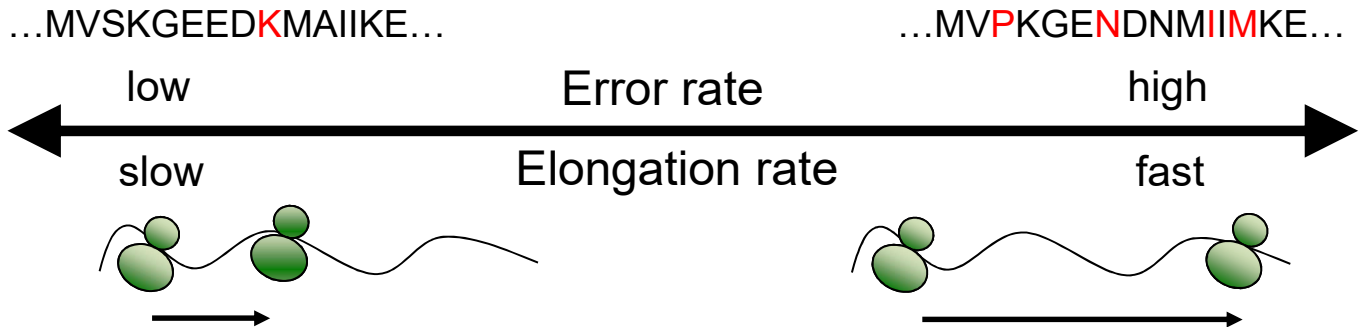 …MVSKGEEDKMAIIKE…
…MVPKGENDNMIIMKE…
low
Error rate
high
slow
Elongation rate
fast